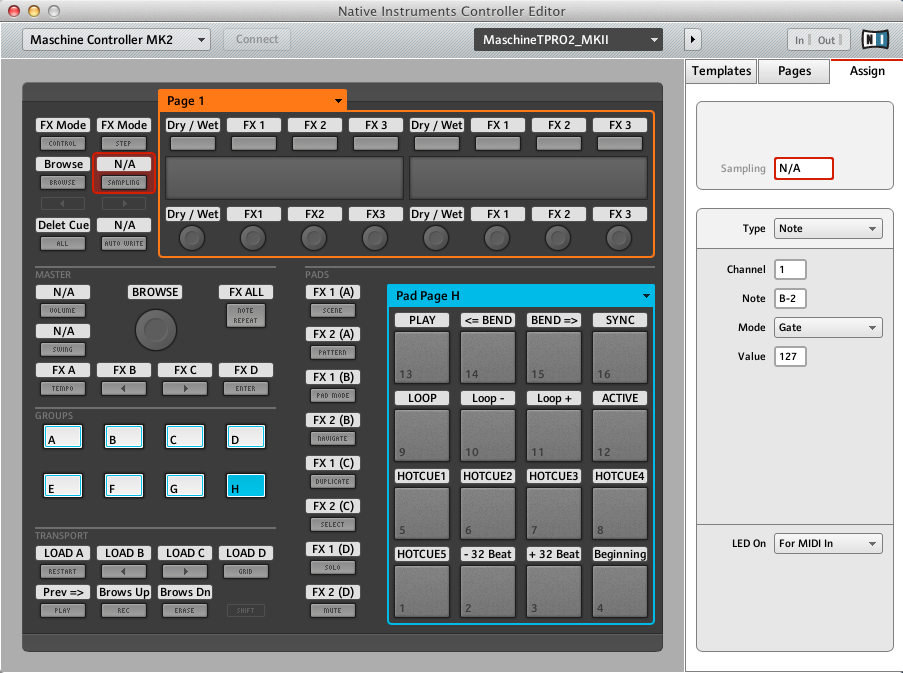 Native Instruments Controller Editor
Maschine Controller MK2 Connect MaschineTPRO2_MKII In Out NI
Templates Pages Assign
Page 1
FX Mode FX Mode Dry / Wet FX 1 FX 2 FX 3 Dry / Wet FX 1 FX 2 FX 3
CONTROL STEP
Browse N/A
BROWSE SAMPLING
Delet Cue N/A Dry / Wet FX1 FX2 FX3 Dry / Wet FX 1 FX 2 FX 3
ALL AUTO WRITE
MASTER
N/A BROWSE FX ALL
VOLUME NOTE REPEAT
N/A
SWING
FX A FX B FX C FX D
TEMPO ENTER
GROUPS
A B C D
E F G H
TRANSPORT
LOAD A LOAD B LOAD C LOAD D
RESTART GRID
Prev => Brows Up Brows Dn
PLAY REC ERASE SHIFT
PADS
FX 1 (A)
SCENE
FX 2 (A)
PATTERN
FX 1 (B)
PAD MODE
FX 2 (B)
NAVIGATE
FX 1 (C)
DUPLICATE
FX 2 (C)
SELECT
FX 1 (D)
SOLO
FX 2 (D)
MUTE
Pad Page H
PLAY <= BEND BEND => SYNC
13 14 15 16
LOOP Loop - Loop + ACTIVE
9 10 11 12
HOTCUE1 HOTCUE2 HOTCUE3 HOTCUE4
5 6 7 8
HOTCUE5 - 32 Beat + 32 Beat Beginning
1 2 3 4
Sampling N/A
Type Note
Channel 1
Note B-2
Mode Gate
Value 127
LED On For MIDI In